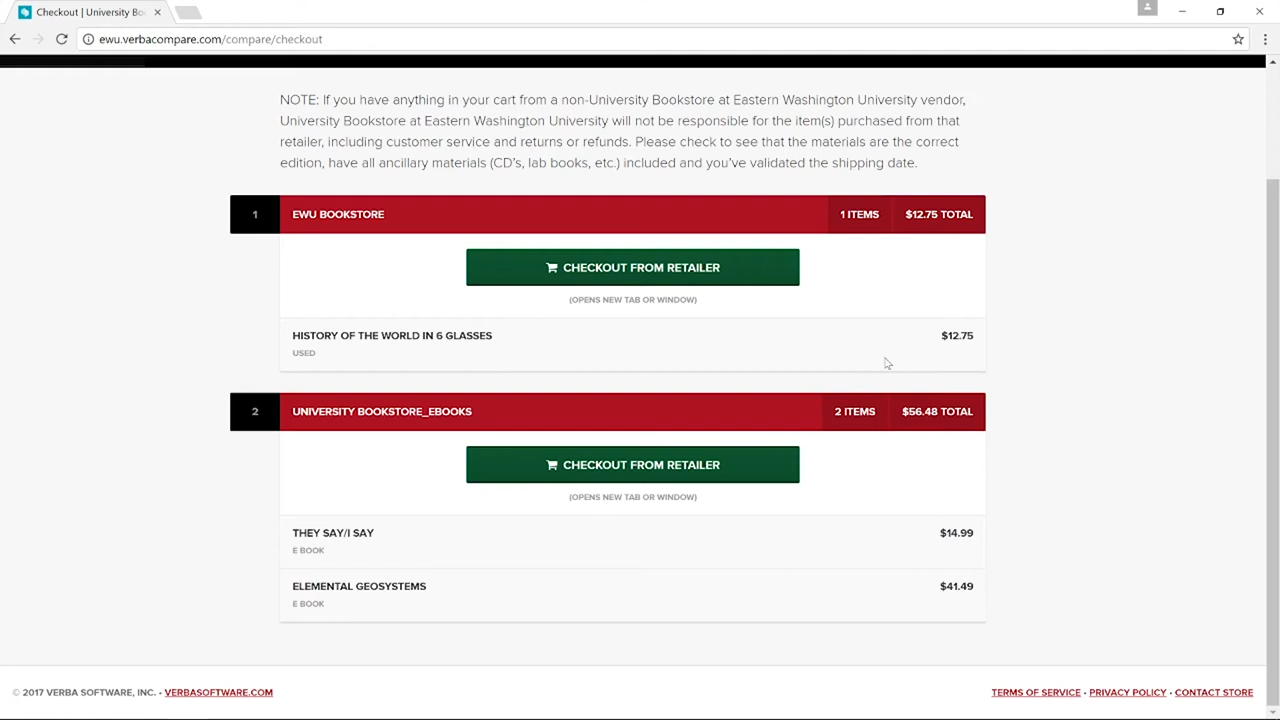 Checkout | University Bo
ewu.verbacompare.com/compare/checkout
NOTE: If you have anything in your cart from a non-University Bookstore at Eastern Washington University vendor,
University Bookstore at Eastern Washington University will not be responsible for the item(s) purchased from that
retailer, including customer service and returns or refunds. Please check to see that the materials are the correct
edition, have all ancillary materials (CD's, lab books, etc.) included and you've validated the shipping date.
1 EWU BOOKSTORE 1 ITEMS $12.75 TOTAL
CHECKOUT FROM RETAILER
(OPENS NEW TAB OR WINDOW)
HISTORY OF THE WORLD IN 6 GLASSES $12.75
USED
2 UNIVERSITY BOOKSTORE_EBOOKS 2 ITEMS $56.48 TOTAL
CHECKOUT FROM RETAILER
(OPENS NEW TAB OR WINDOW)
THEY SAY/I SAY $14.99
E BOOK
ELEMENTAL GEOSYSTEMS $41.49
E BOOK
© 2017 VERBA SOFTWARE, INC. • VERBASOFTWARE.COM TERMS OF SERVICE • PRIVACY POLICY • CONTACT STORE